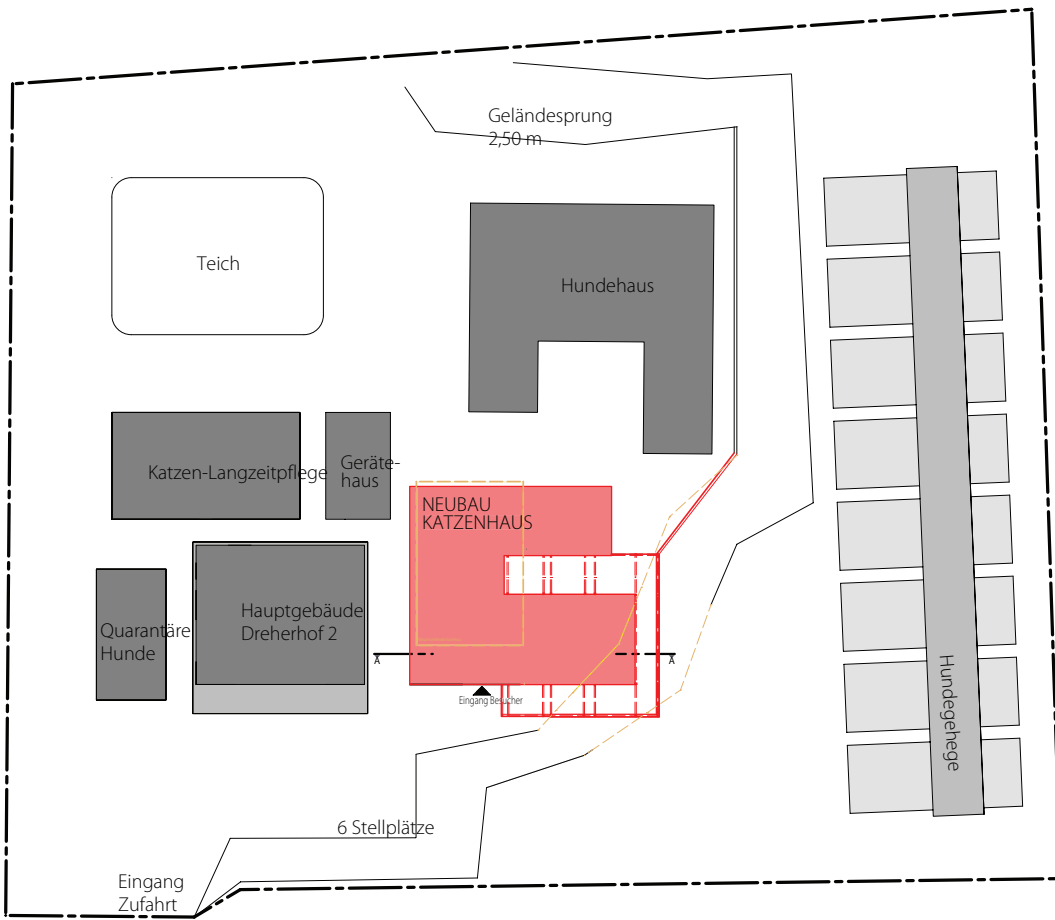 Geländesprung
2,50 m
Teich
Hundehaus
Katzen-Langzeitpflege
Geräte-
haus
NEUBAU
KATZENHAUS
Quarantäre
Hunde
Hauptgebäude
Dreherhof 2
A
A
Eingang Besucher
Hundegehege
6 Stellplätze
Eingang
Zufahrt